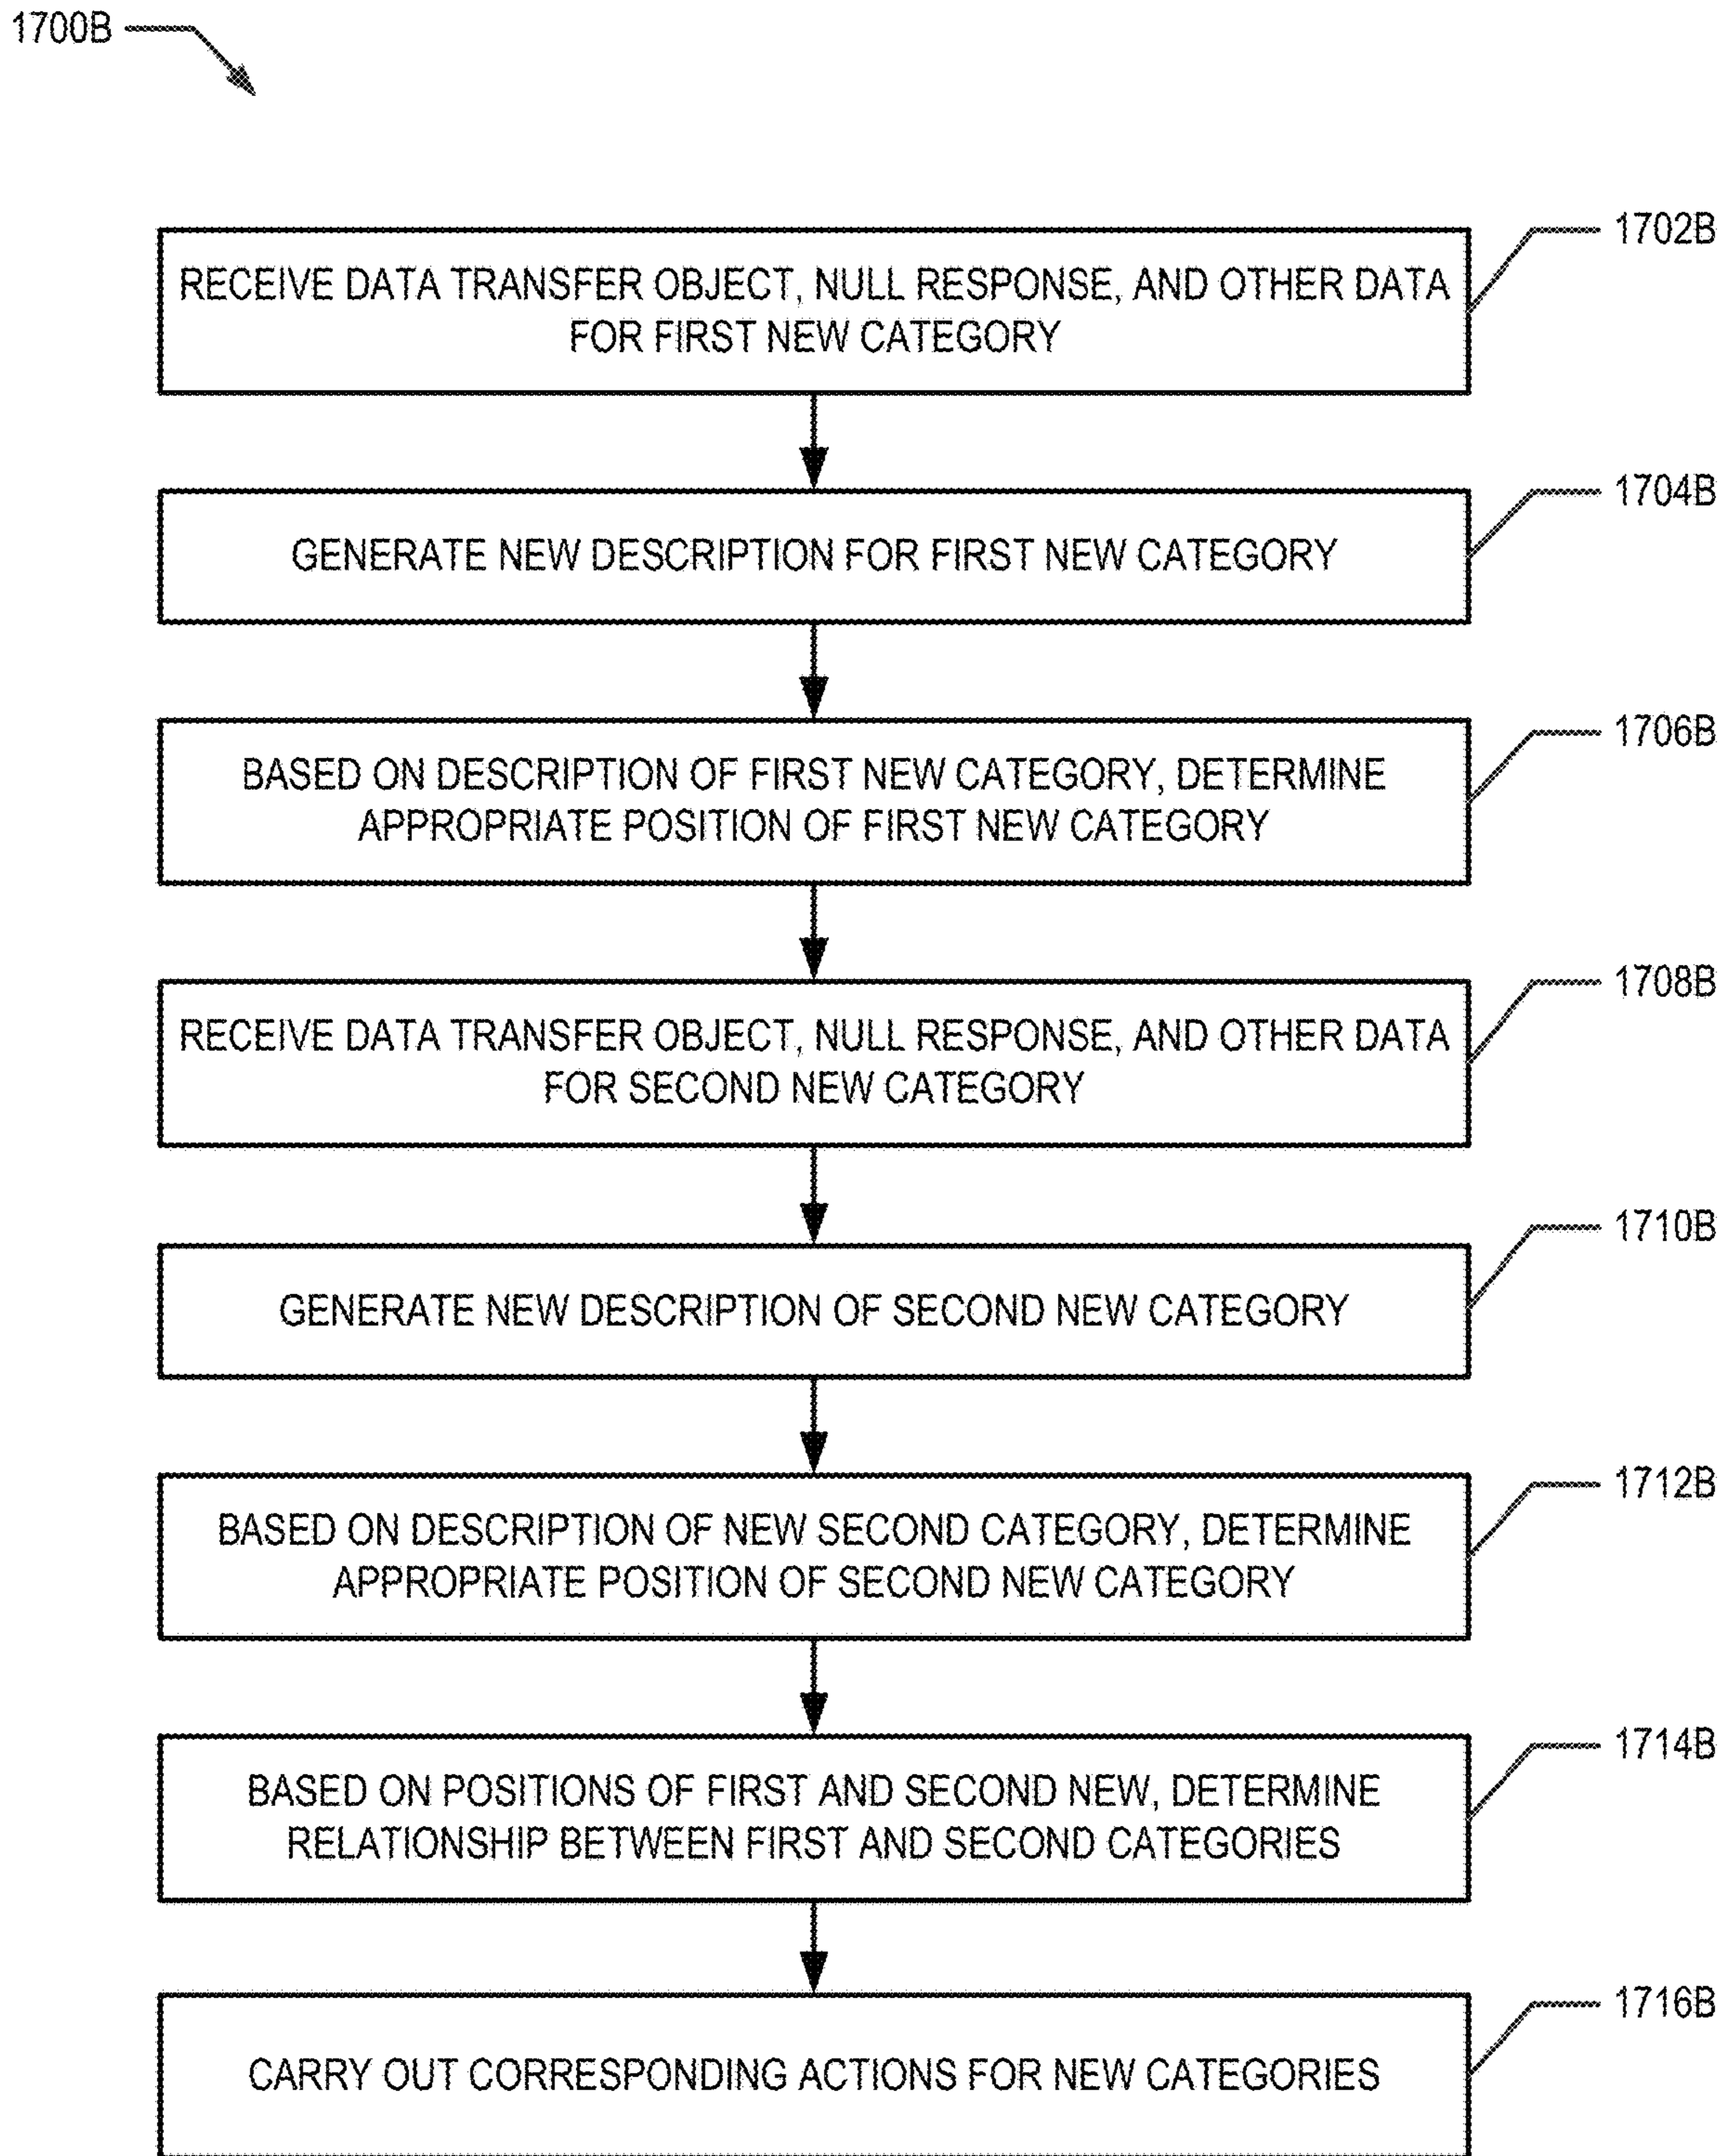 1700B
1702B
RECEIVE DATA TRANSFER OBJECT, NULL RESPONSE, AND OTHER DATA
FOR FIRST NEW CATEGORY
1704B
GENERATE NEW DESCRIPTION FOR FIRST NEW CATEGORY
1706B
BASED ON DESCRIPTION OF FIRST NEW CATEGORY, DETERMINE
APPROPRIATE POSITION OF FIRST NEW CATEGORY
1708B
RECEIVE DATA TRANSFER OBJECT, NULL RESPONSE, AND OTHER DATA
FOR SECOND NEW CATEGORY
1710B
GENERATE NEW DESCRIPTION OF SECOND NEW CATEGORY
1712B
BASED ON DESCRIPTION OF NEW SECOND CATEGORY, DETERMINE
APPROPRIATE POSITION OF SECOND NEW CATEGORY
1714B
BASED ON POSITIONS OF FIRST AND SECOND NEW, DETERMINE
RELATIONSHIP BETWEEN FIRST AND SECOND CATEGORIES
1716B
CARRY OUT CORRESPONDING ACTIONS FOR NEW CATEGORIES